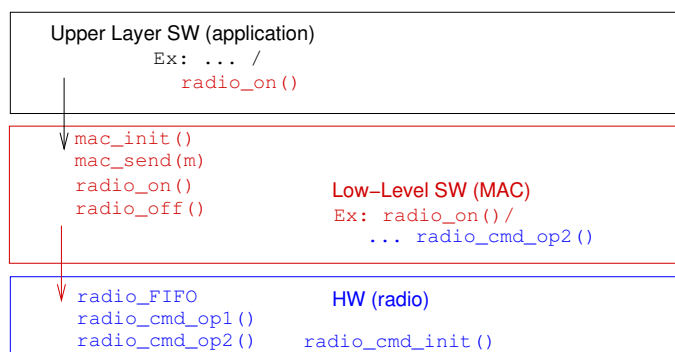 Upper Layer SW (application)
Ex: ... /
radio_on()
mac_init()
mac_send(m)
radio_on()
radio_off()
Low−Level SW (MAC)
Ex: radio_on()/
... radio_cmd_op2()
radio_FIFO
HW (radio)
radio_cmd_op1()
radio_cmd_op2() radio_cmd_init()